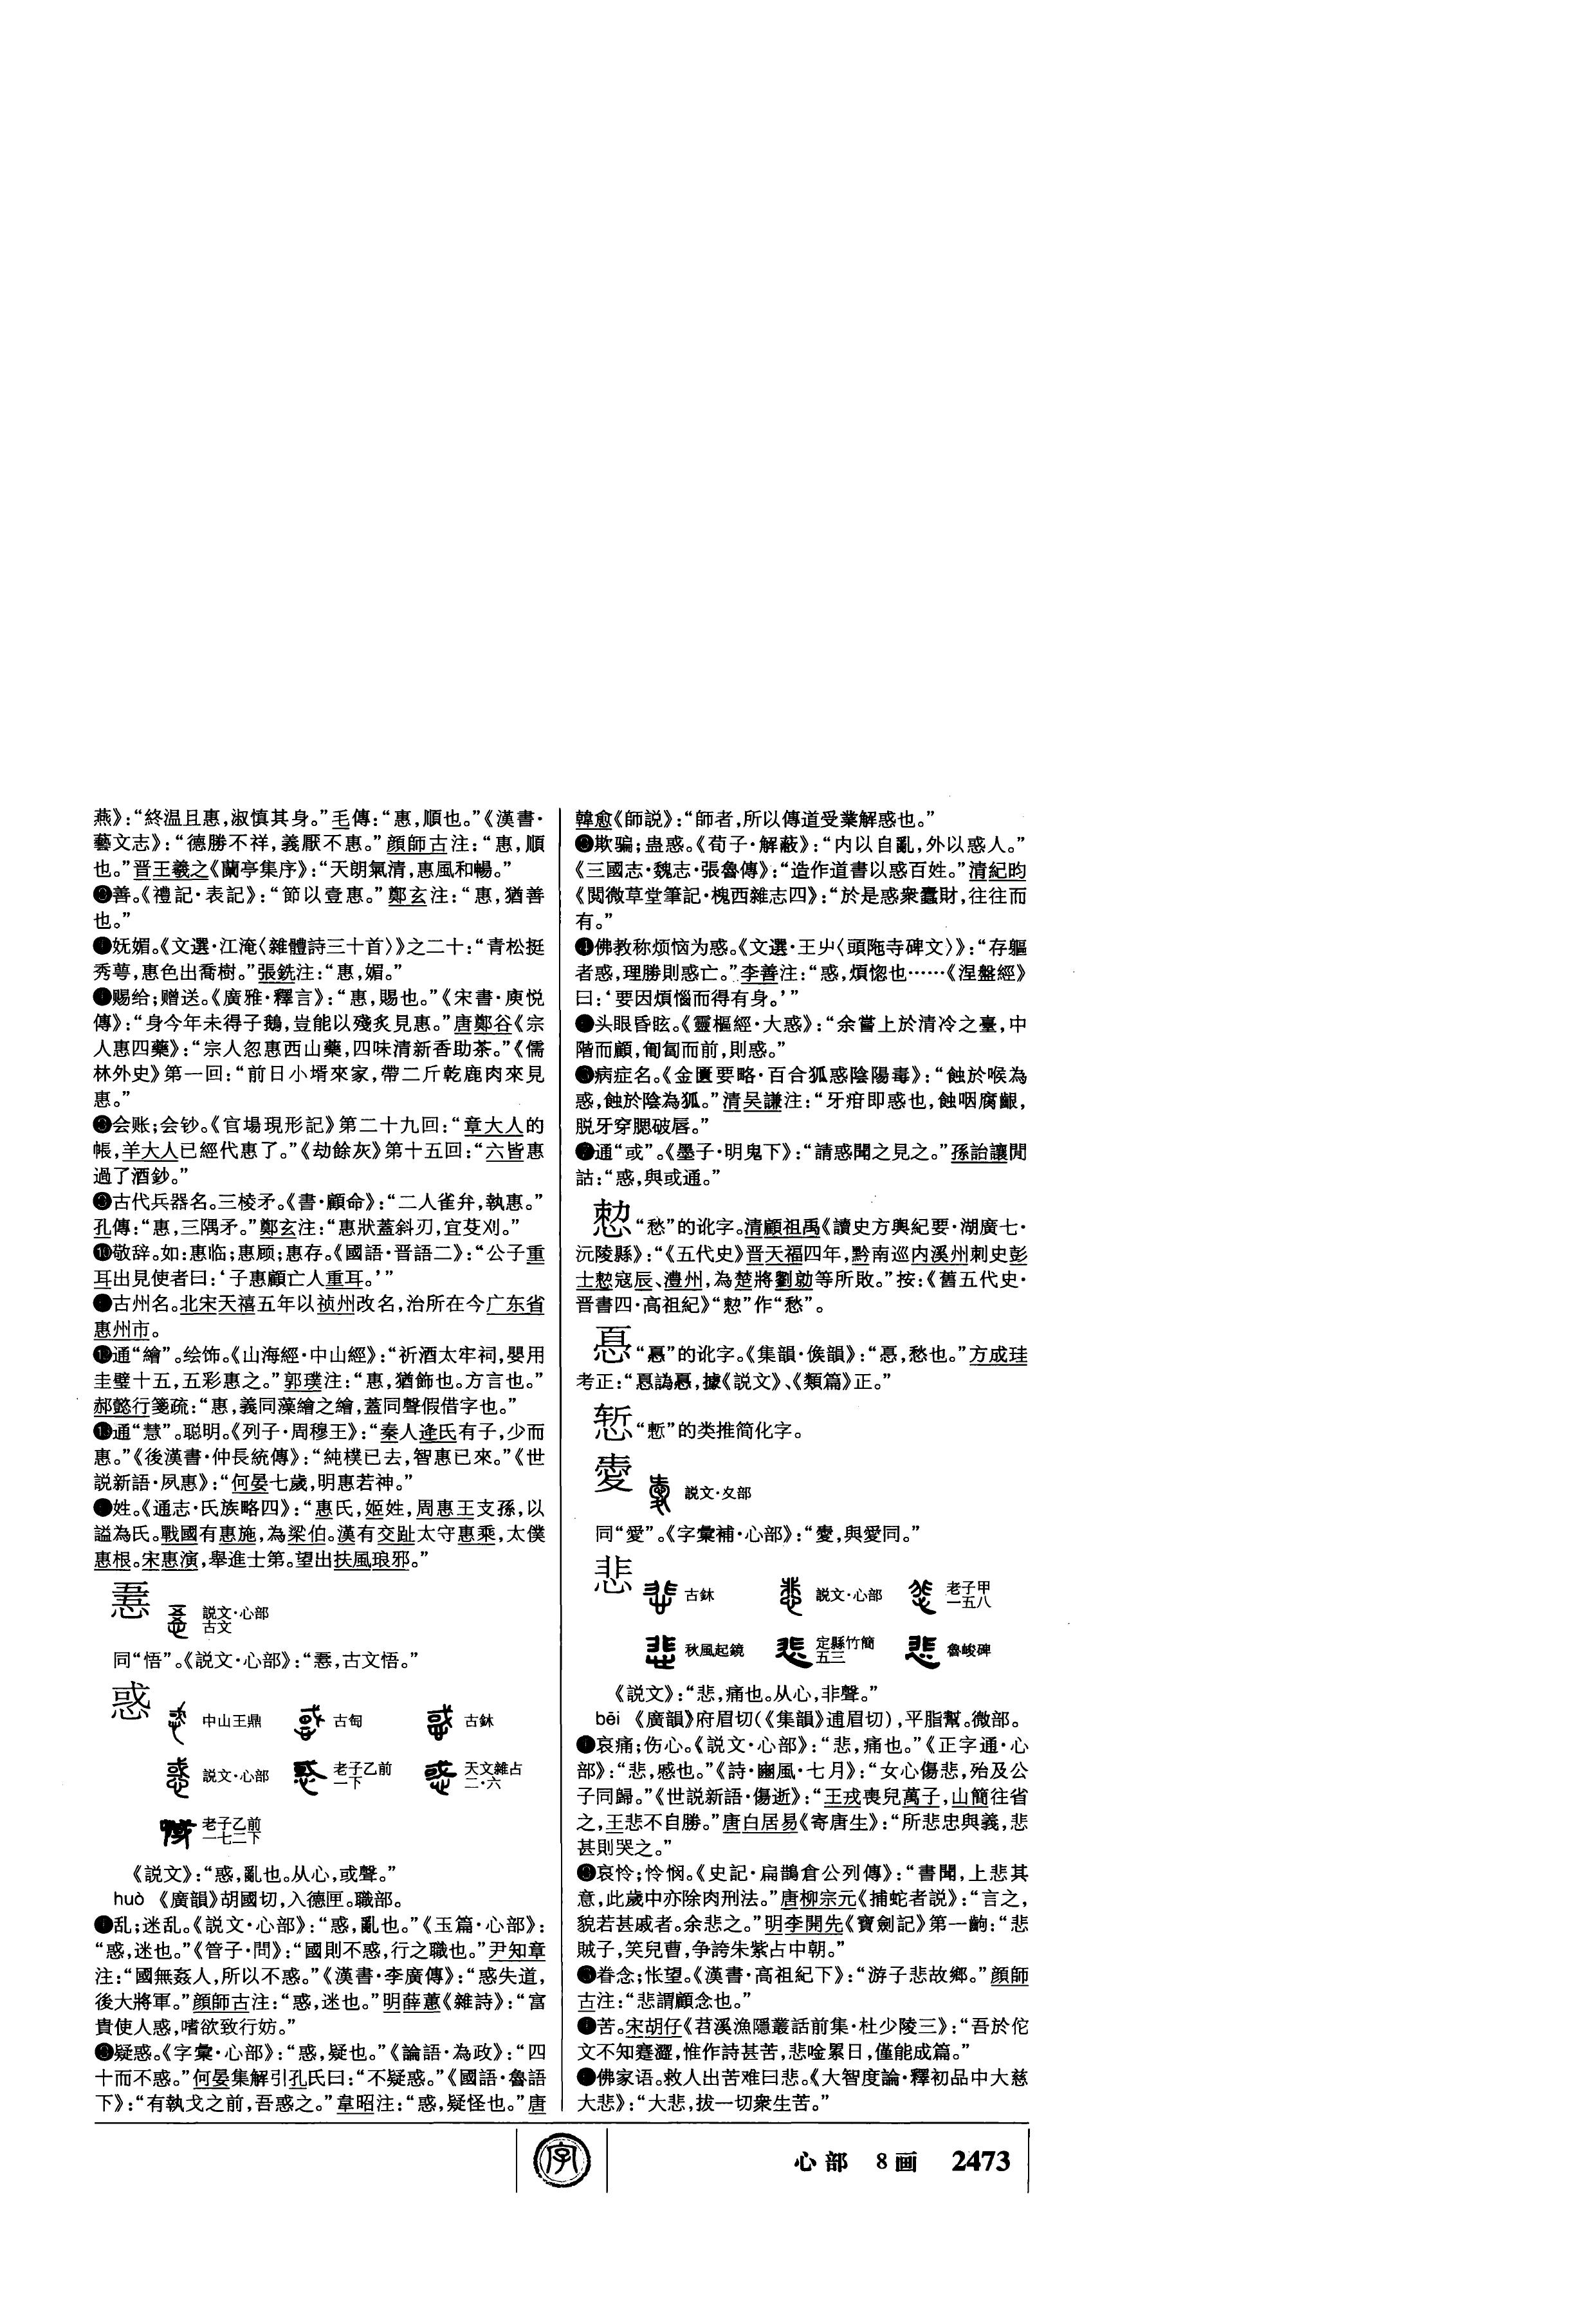 燕》：“終温且惠，淑慎其身。”毛傳：“惠，順也。”《漢書·
藝文志》：“德勝不祥，義厭不惠。”顔師古注：“惠，順
也。”晋王羲之《蘭亭集序》：“天朗氣清，惠風和暢。”
善。《禮記·表記》：“節以壹惠。”鄭玄注：“惠，猶善
也。”
妩媚。《文選·江淹〈雜體詩三十首〉》之二十：“青松挺
秀萼，惠色出喬樹。”張銑注：“惠，媚。”
赐给；赠送。《廣雅·釋言》：“惠，賜也。”《宋書·庾悦
傳》：“身今年未得子鵝，豈能以殘炙見惠。”唐鄭谷《宗
人惠四藥》：“宗人忽惠西山藥，四味清新香助茶。”《儒
林外史》第一回：“前日小壻來家，帶二斤乾鹿肉來見
惠。”
会账；会钞。《官場現形記》第二十九回：“章大人的
帳，羊大人已經代惠了。”《劫餘灰》第十五回：“六皆惠
過了酒鈔。”
古代兵器名。三棱矛。《書·顧命》：“二人雀弁，執惠。”
孔傳：“惠，三隅矛。”鄭玄注：“惠狀蓋斜刃，宜芟刈。”
❿敬辞。如：惠临；惠顾；惠存。《國語·晋語二》：“公子重
耳出見使者曰：‘子惠顧亡人重耳。’”
古州名。北宋天禧五年以祯州改名，治所在今广东省
惠州市。
⓬通“繪”。绘饰。《山海經·中山經》：“祈酒太牢祠，嬰用
圭璧十五，五彩惠之。”郭璞注：“惠，猶飾也。方言也。”
郝懿行箋疏：“惠，義同藻繪之繪，蓋同聲假借字也。”
⓭通“慧”。聪明。《列子·周穆王》：“秦人逢氏有子，少而
惠。”《後漢書·仲長統傳》：“純樸已去，智惠已來。”《世
説新語·夙惠》：“何晏七歲，明惠若神。”
姓。《通志·氏族略四》：“惠氏，姬姓，周惠王支孫，以
謚為氏。戰國有惠施，為梁伯。漢有交趾太守惠乘，太僕
惠根。宋惠演，舉進士第。望出扶風琅邪。”
㥿 説文·心部
古文
同“悟”。《説文·心部》：“㥿，古文悟。”
惑 中山王鼎 古匋 古鉨
説文·心部 老子乙前一下 天文雜占二·六
老子乙前一七二下
《説文》：“惑，亂也。从心，或聲。”
huò 《廣韻》胡國切，入德匣。職部。
❶乱；迷乱。《説文·心部》：“惑，亂也。”《玉篇·心部》：
“惑，迷也。”《管子·問》：“國則不惑，行之職也。”尹知章
注：“國無姦人，所以不惑。”《漢書·李廣傳》：“惑失道，
後大將軍。”顔師古注：“惑，迷也。”明薛蕙《雜詩》：“富
貴使人惑，嗜欲致行妨。”
疑惑。《字彙·心部》：“惑，疑也。”《論語·為政》：“四
十而不惑。”何晏集解引孔氏曰：“不疑惑。”《國語·魯語
下》：“有執戈之前，吾惑之。”韋昭注：“惑，疑怪也。”唐
韓愈《師説》：“師者，所以傳道受業解惑也。”
欺骗；蛊惑。《荀子·解蔽》：“内以自亂，外以惑人。”
《三國志·魏志·張魯傳》：“造作道書以惑百姓。”清紀昀
《閲微草堂筆記·槐西雜志四》：“於是惑衆蠹財，往往而
有。”
❹佛教称烦恼为惑。《文選·王屮〈頭陁寺碑文〉》：“存軀
者惑，理勝則惑亡。”李善注：“惑，煩惚也……《涅盤經》
曰：‘要因煩惱而得有身。’”
头眼昏眩。《靈樞經·大惑》：“余嘗上於清冷之臺，中
階而顧，匍匐而前，則惑。”
病症名。《金匱要略·百合狐惑陰陽毒》：“蝕於喉為
惑，蝕於陰為狐。”清吴謙注：“牙疳即惑也，蝕咽腐齦，
脱牙穿腮破唇。”
❼通“或”。《墨子·明鬼下》：“請惑聞之見之。”孫詒讓閒
詁：“惑，與或通。”
“愁”的讹字。清顧祖禹《讀史方輿紀要·湖廣七·
沅陵縣》：“《五代史》晋天福四年，黔南巡内溪州刺史彭
士愸寇辰、澧州，為楚將劉勍等所敗。”按：《舊五代史·
晋書四·高祖紀》“愸”作“愁”。
“㥑”的讹字。《集韻·𠊱韻》：“㥑，愁也。”方成珪
考正：“㥑譌，據《説文》、《類篇》正。”
“慙”的类推简化字。
説文·夊部
同“愛”。《字彙補·心部》：“㤅，與愛同。”
悲 古鉨 説文·心部 老子甲一五八
秋風起鏡 定縣竹簡五三 魯峻碑
《説文》：“悲，痛也。从心，非聲。”
bēi 《廣韻》府眉切（《集韻》逋眉切），平脂幫。微部。
❶哀痛；伤心。《説文·心部》：“悲，痛也。”《正字通·心
部》：“悲，慼也。”《詩·豳風·七月》：“女心傷悲，殆及公
子同歸。”《世説新語·傷逝》：“王戎喪兒萬子，山簡往省
之，王悲不自勝。”唐白居易《寄唐生》：“所悲忠與義，悲
甚則哭之。”
哀怜；怜悯。《史記·扁鵲倉公列傳》：“書聞，上悲其
意，此歲中亦除肉刑法。”唐柳宗元《捕蛇者説》：“言之，
貌若甚戚者。余悲之。”明李開先《寶劍記》第一齣：“悲
賊子，笑兒曹，争誇朱紫占中朝。”
眷念；怅望。《漢書·高祖紀下》：“游子悲故鄉。”顔師
古注：“悲謂顧念也。”
苦。宋胡仔《苕溪漁隱叢話前集·杜少陵三》：“吾於佗
文不知蹇澀，惟作詩甚苦，悲唫累日，僅能成篇。”
佛家语。救人出苦难曰悲。《大智度論·釋初品中大慈
大悲》：“大悲，拔一切衆生苦。”
字
心部 8画 2473